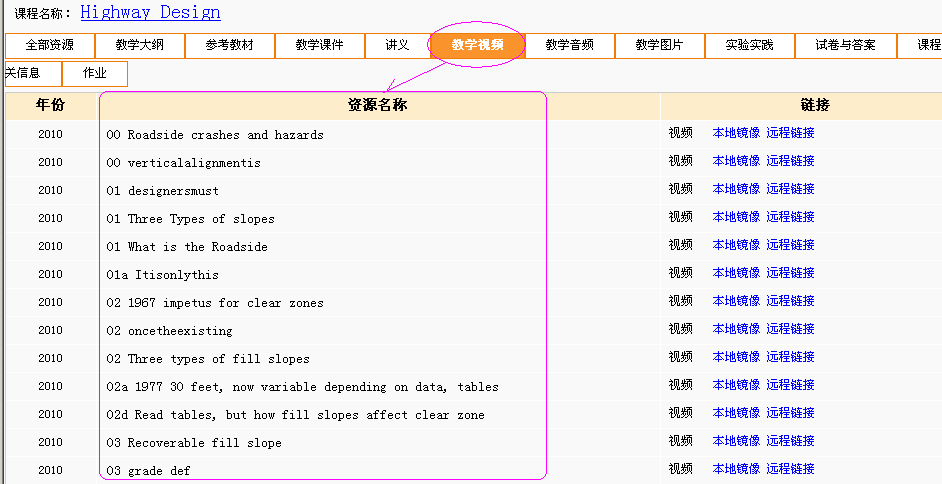 课程名称: Highway Design
全部资源 教学大纲 参考教材 教学课件 讲义 教学视频 教学音频 教学图片 实验实践 试卷与答案 课程
关信息 作业
年份 资源名称 链接
2010 00 Roadside crashes and hazards 视频 本地镜像 远程链接
2010 00 verticalalignmentis 视频 本地镜像 远程链接
2010 01 designersmust 视频 本地镜像 远程链接
2010 01 Three Types of slopes 视频 本地镜像 远程链接
2010 01 What is the Roadside 视频 本地镜像 远程链接
2010 01a Itisonlythis 视频 本地镜像 远程链接
2010 02 1967 impetus for clear zones 视频 本地镜像 远程链接
2010 02 oncetheexisting 视频 本地镜像 远程链接
2010 02 Three types of fill slopes 视频 本地镜像 远程链接
2010 02a 1977 30 feet, now variable depending on data, tables 视频 本地镜像 远程链接
2010 02d Read tables, but how fill slopes affect clear zone 视频 本地镜像 远程链接
2010 03 Recoverable fill slope 视频 本地镜像 远程链接
2010 03 grade def 视频 本地镜像 远程链接